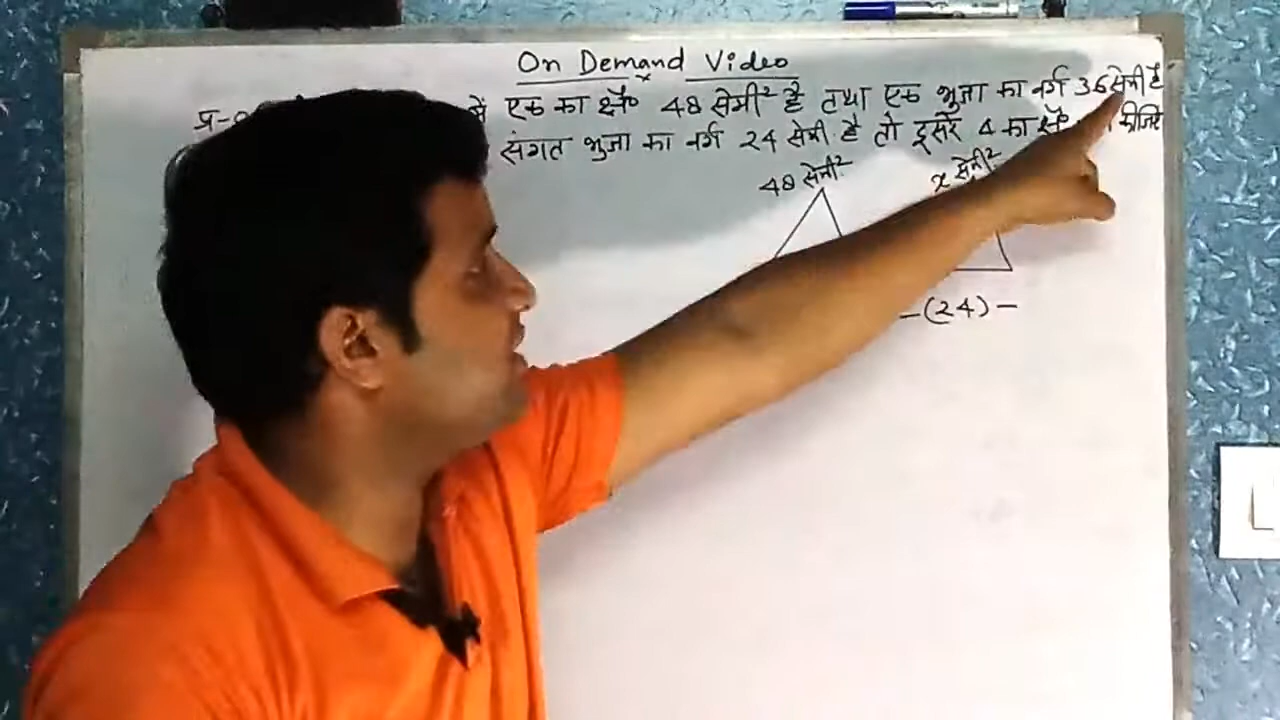 On Demand Video
प्र- में एक का क्षे० 48 सेमी² है तथा एक भुजा का वर्ग 36 सेमी है
संगत भुजा का वर्ग 24 सेमी है तो दूसरे Δ का क्षे० कीजिए
48 सेमी² x सेमी²
-(24)-